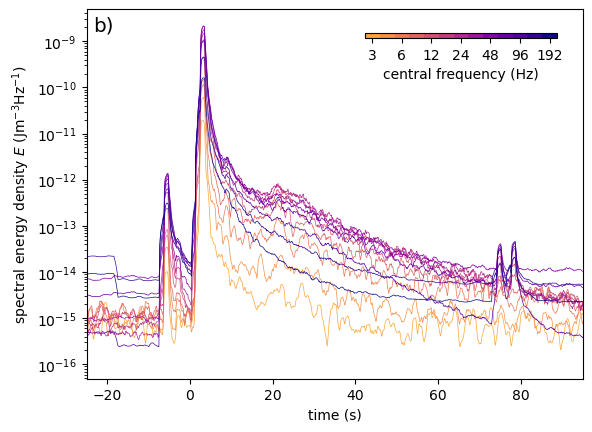 b)
3 6 12 24 48 96 192
central frequency (Hz)
spectral energy density E (Jm⁻³Hz⁻¹)
10⁻⁹
10⁻¹⁰
10⁻¹¹
10⁻¹²
10⁻¹³
10⁻¹⁴
10⁻¹⁵
10⁻¹⁶
−20 0 20 40 60 80
time (s)